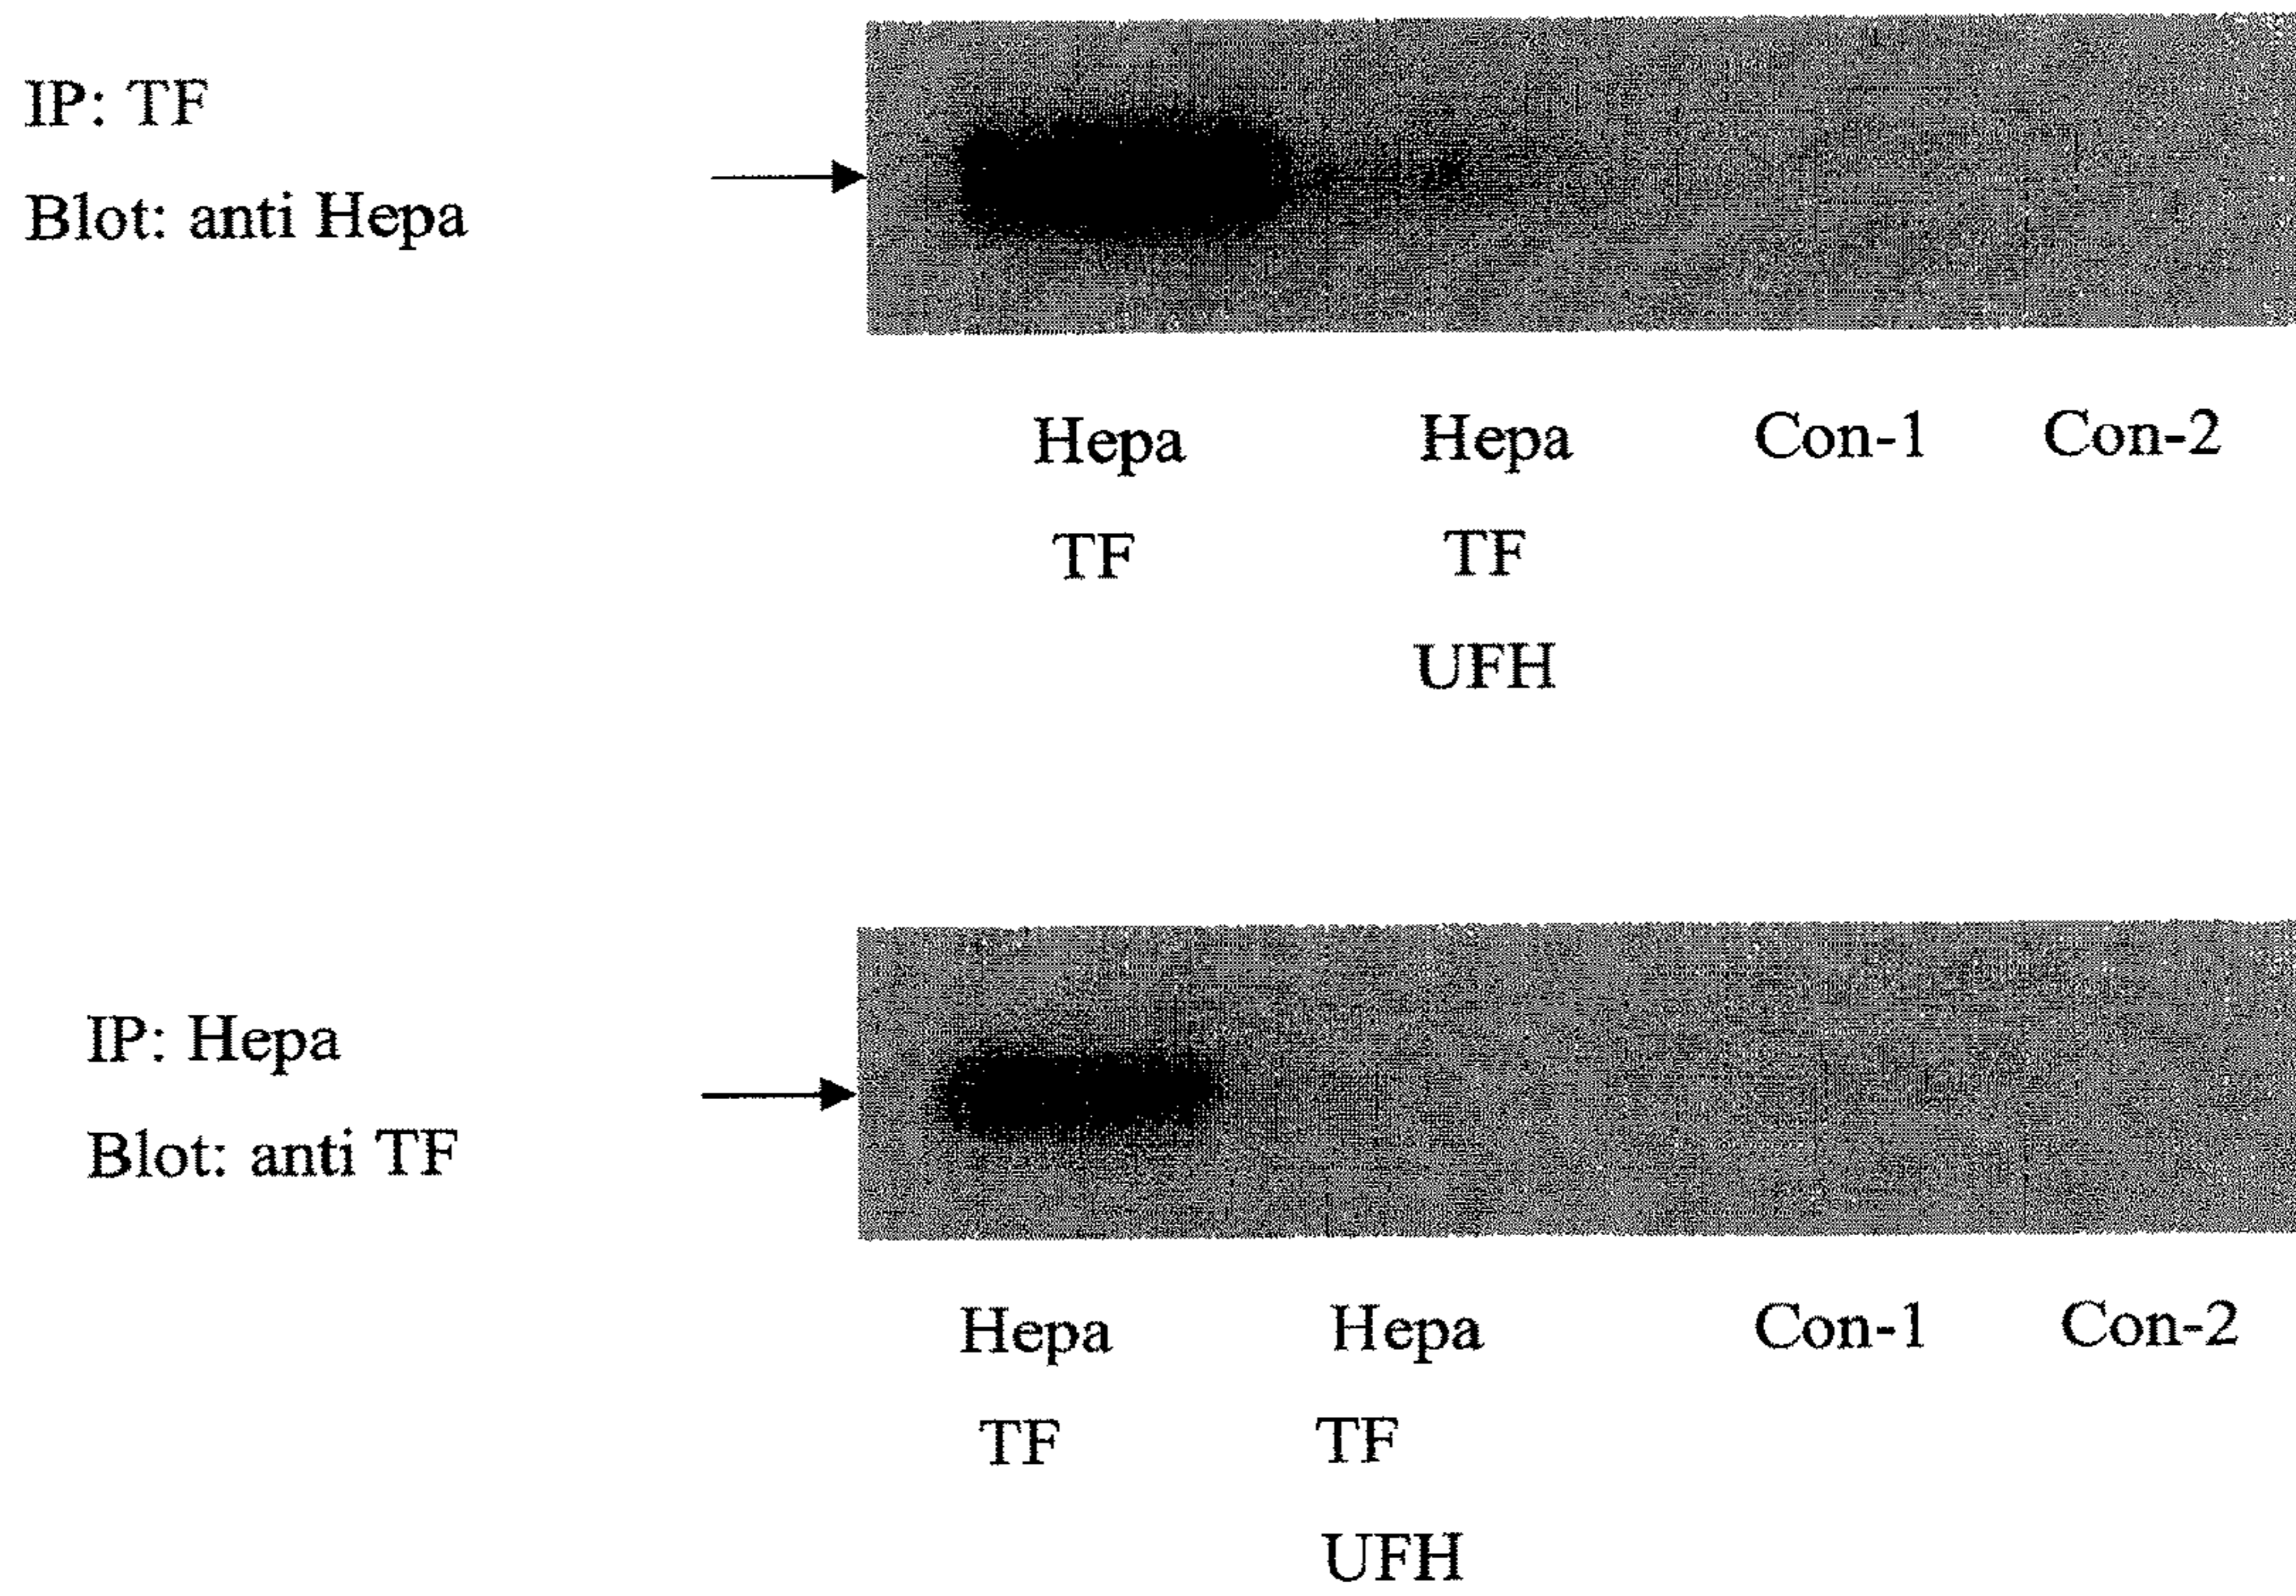 IP: TF
Blot: anti Hepa
Hepa Hepa Con-1 Con-2
TF TF
UFH
IP: Hepa
Blot: anti TF
Hepa Hepa Con-1 Con-2
TF TF
UFH